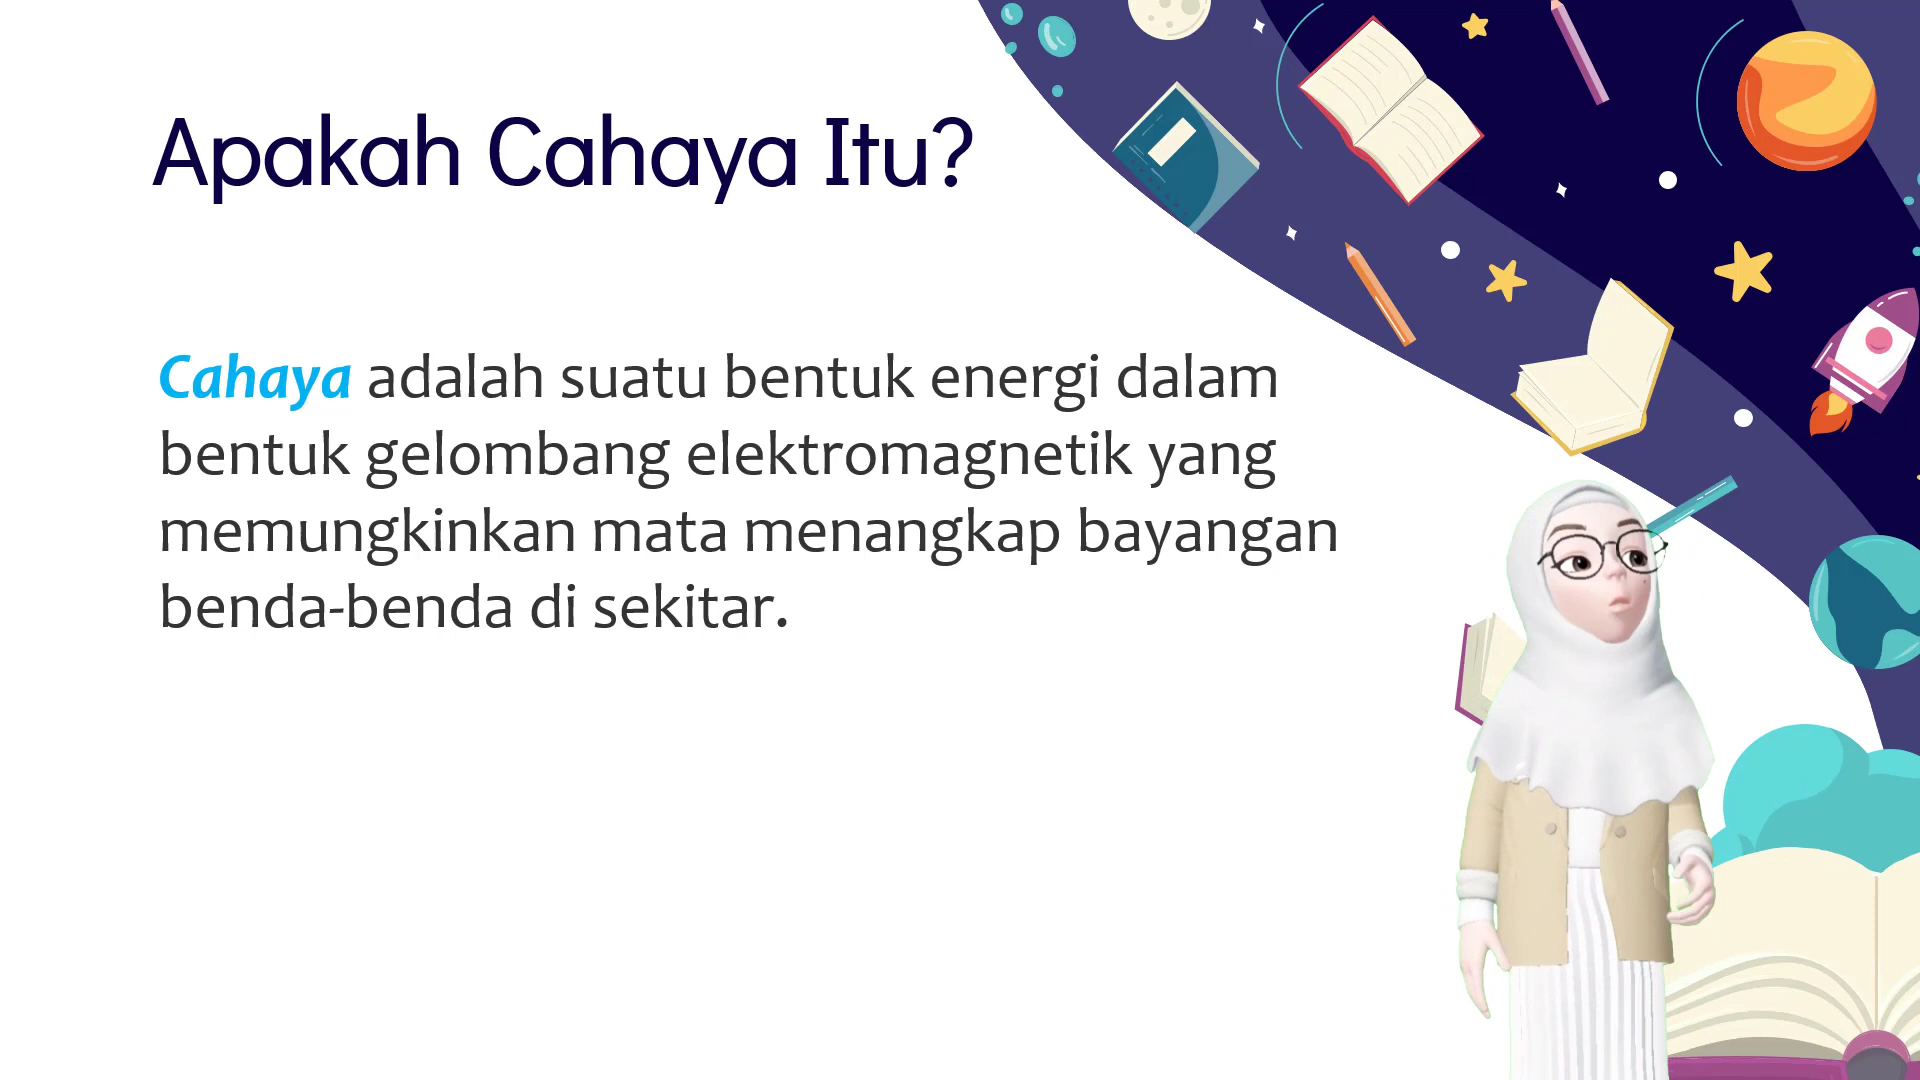 Apakah Cahaya Itu?
Cahaya adalah suatu bentuk energi dalam
bentuk gelombang elektromagnetik yang
memungkinkan mata menangkap bayangan
benda-benda di sekitar.